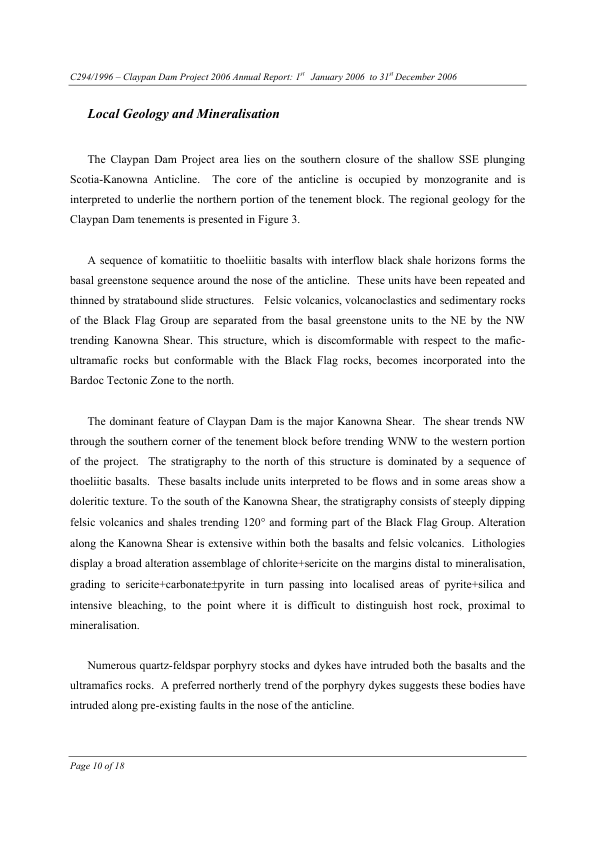 C294/1996 – Claypan Dam Project 2006 Annual Report: 1st January 2006 to 31st December 2006
Local Geology and Mineralisation
The Claypan Dam Project area lies on the southern closure of the shallow SSE plunging
Scotia-Kanowna Anticline. The core of the anticline is occupied by monzogranite and is
interpreted to underlie the northern portion of the tenement block. The regional geology for the
Claypan Dam tenements is presented in Figure 3.
A sequence of komatiitic to thoeliitic basalts with interflow black shale horizons forms the
basal greenstone sequence around the nose of the anticline. These units have been repeated and
thinned by stratabound slide structures. Felsic volcanics, volcanoclastics and sedimentary rocks
of the Black Flag Group are separated from the basal greenstone units to the NE by the NW
trending Kanowna Shear. This structure, which is discomformable with respect to the mafic-
ultramafic rocks but conformable with the Black Flag rocks, becomes incorporated into the
Bardoc Tectonic Zone to the north.
The dominant feature of Claypan Dam is the major Kanowna Shear. The shear trends NW
through the southern corner of the tenement block before trending WNW to the western portion
of the project. The stratigraphy to the north of this structure is dominated by a sequence of
thoeliitic basalts. These basalts include units interpreted to be flows and in some areas show a
doleritic texture. To the south of the Kanowna Shear, the stratigraphy consists of steeply dipping
felsic volcanics and shales trending 120° and forming part of the Black Flag Group. Alteration
along the Kanowna Shear is extensive within both the basalts and felsic volcanics. Lithologies
display a broad alteration assemblage of chlorite+sericite on the margins distal to mineralisation,
grading to sericite+carbonate±pyrite in turn passing into localised areas of pyrite+silica and
intensive bleaching, to the point where it is difficult to distinguish host rock, proximal to
mineralisation.
Numerous quartz-feldspar porphyry stocks and dykes have intruded both the basalts and the
ultramafics rocks. A preferred northerly trend of the porphyry dykes suggests these bodies have
intruded along pre-existing faults in the nose of the anticline.
Page 10 of 18